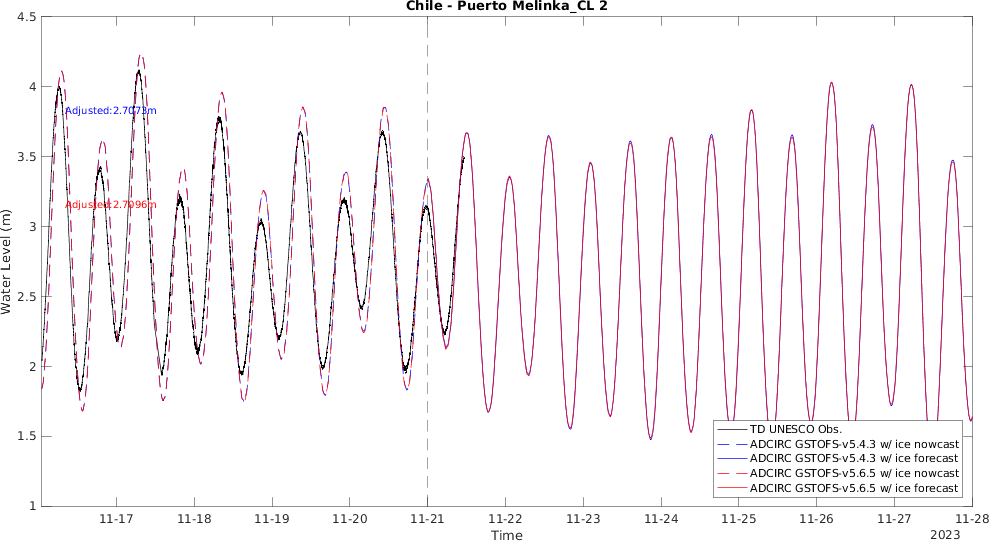 Chile - Puerto Melinka_CL 2
4.5
4
3.5
3
2.5
2
1.5
1
Water Level (m)
Adjusted:2.7073m
Adjusted:2.7096m
TD UNESCO Obs.
ADCIRC GSTOFS-v5.4.3 w/ ice nowcast
ADCIRC GSTOFS-v5.4.3 w/ ice forecast
ADCIRC GSTOFS-v5.6.5 w/ ice nowcast
ADCIRC GSTOFS-v5.6.5 w/ ice forecast
11-17 11-18 11-19 11-20 11-21 11-22 11-23 11-24 11-25 11-26 11-27 11-28
Time
2023